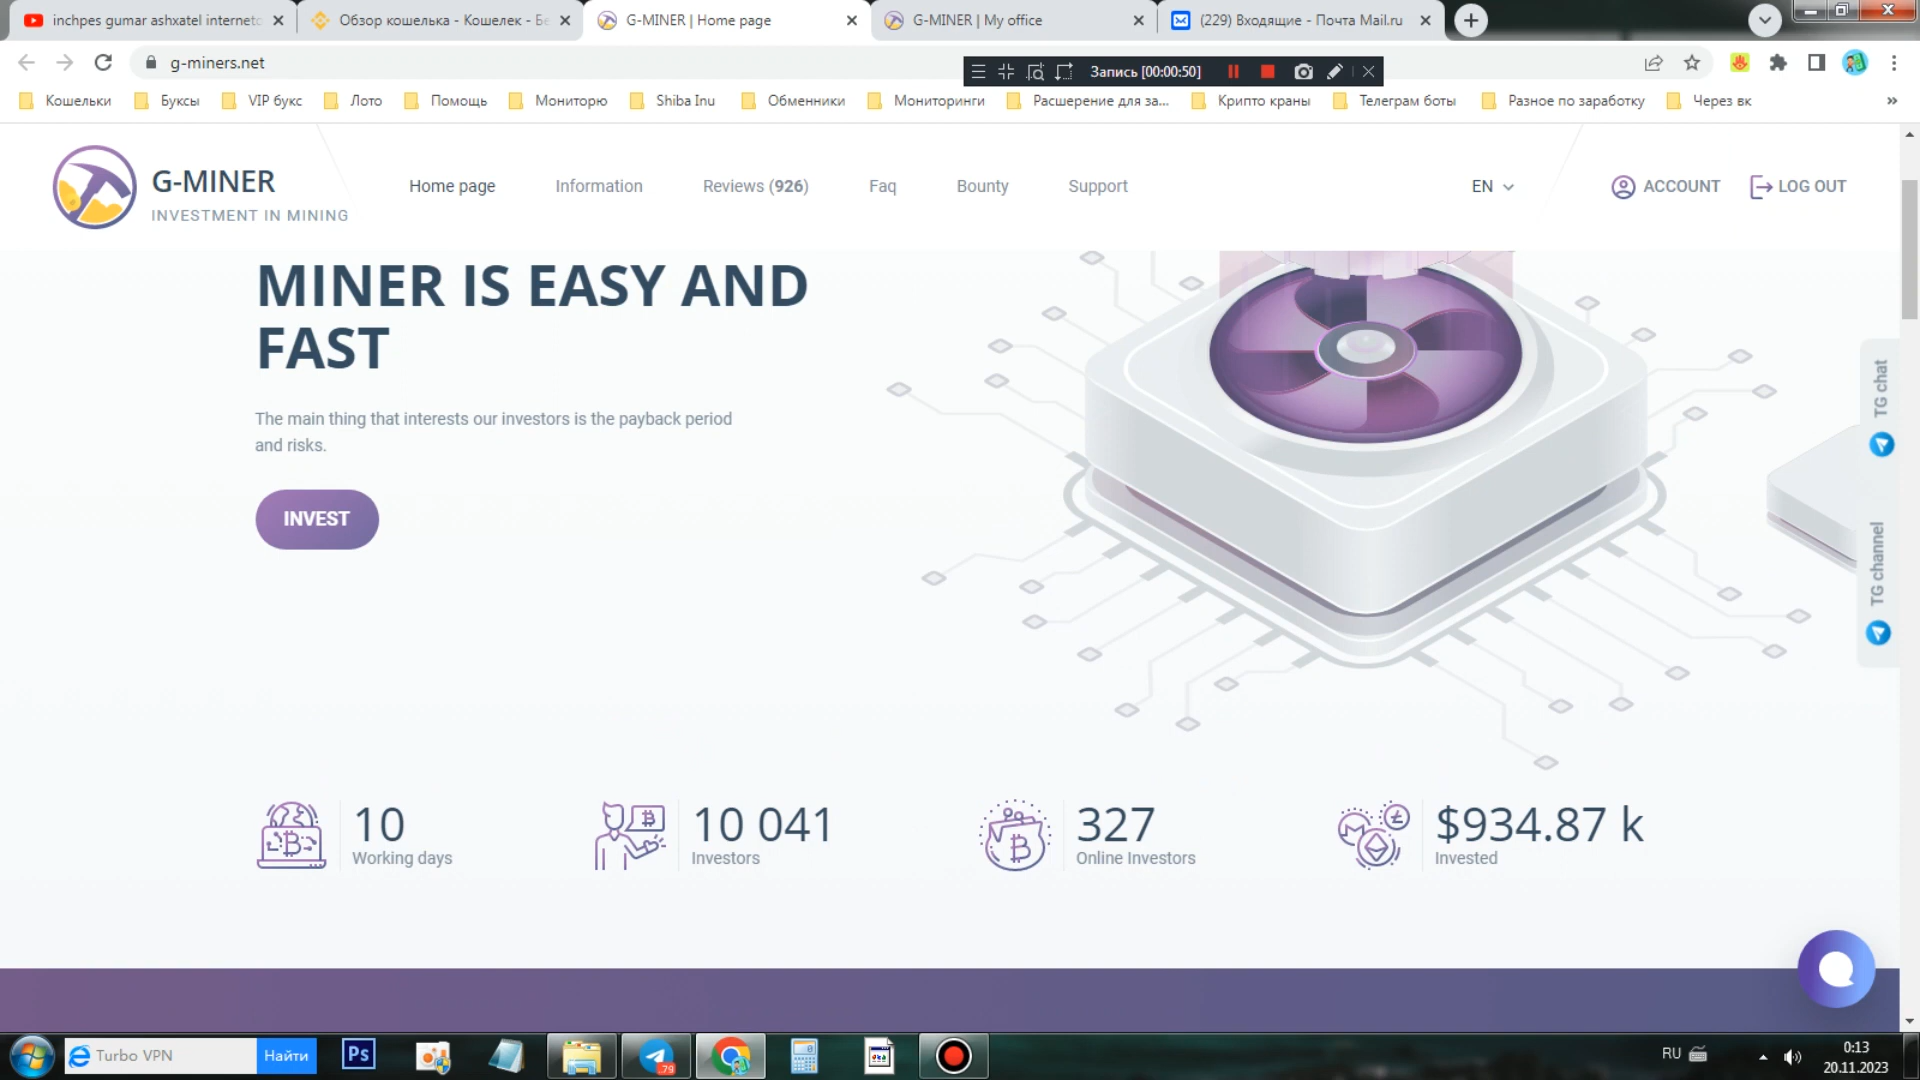 inchpes gumar ashxatel interneto
Обзор кошелька - Кошелек - Be
G-MINER | Home page
G-MINER | My office
(229) Входящие - Почта Mail.ru
g-miners.net
Запись [00:00:50]
Кошельки
Буксы
VIP букс
Лото
Помощь
Мониторю
Shiba Inu
Обменники
Мониторинги
Расшерение для за...
Крипто краны
Телеграм боты
Разное по заработку
Через вк
»
G-MINER
INVESTMENT IN MINING
Home page
Information
Reviews (926)
Faq
Bounty
Support
EN
ACCOUNT
LOG OUT
MINER IS EASY AND
FAST
The main thing that interests our investors is the payback period
and risks.
INVEST
TG chat
TG channel
10
Working days
10 041
Investors
327
Online Investors
$934.87 k
Invested
Turbo VPN
Найти
Ps
79
RU
0:13
20.11.2023